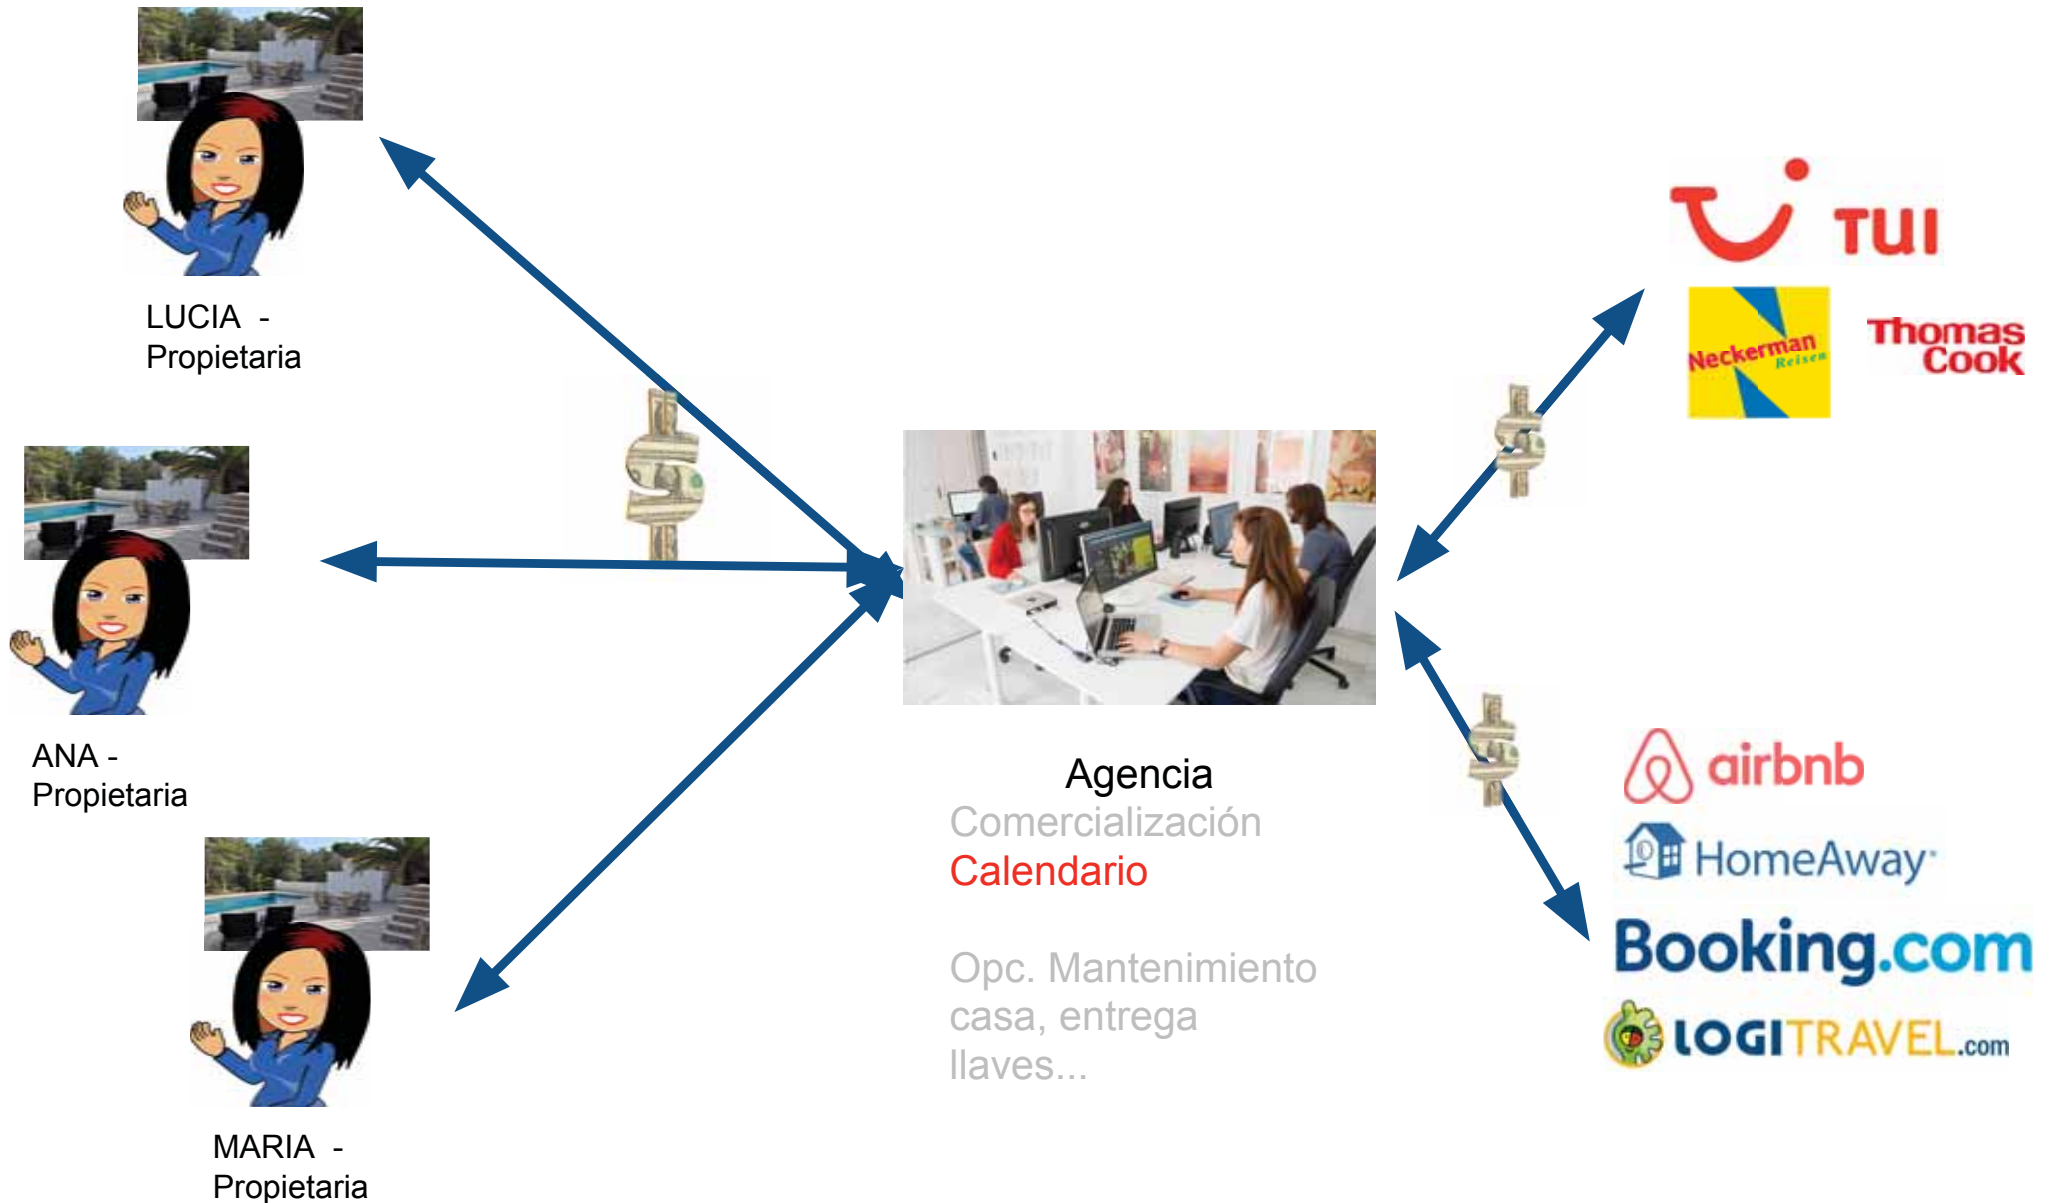 LUCIA -
Propietaria
ANA -
Propietaria
MARIA -
Propietaria
Agencia
Comercialización
Calendario
Opc. Mantenimiento
casa, entrega
llaves...
TUI
Neckerman
Reisen
Thomas
Cook
airbnb
HomeAway
Booking.com
LOGITRAVEL.com